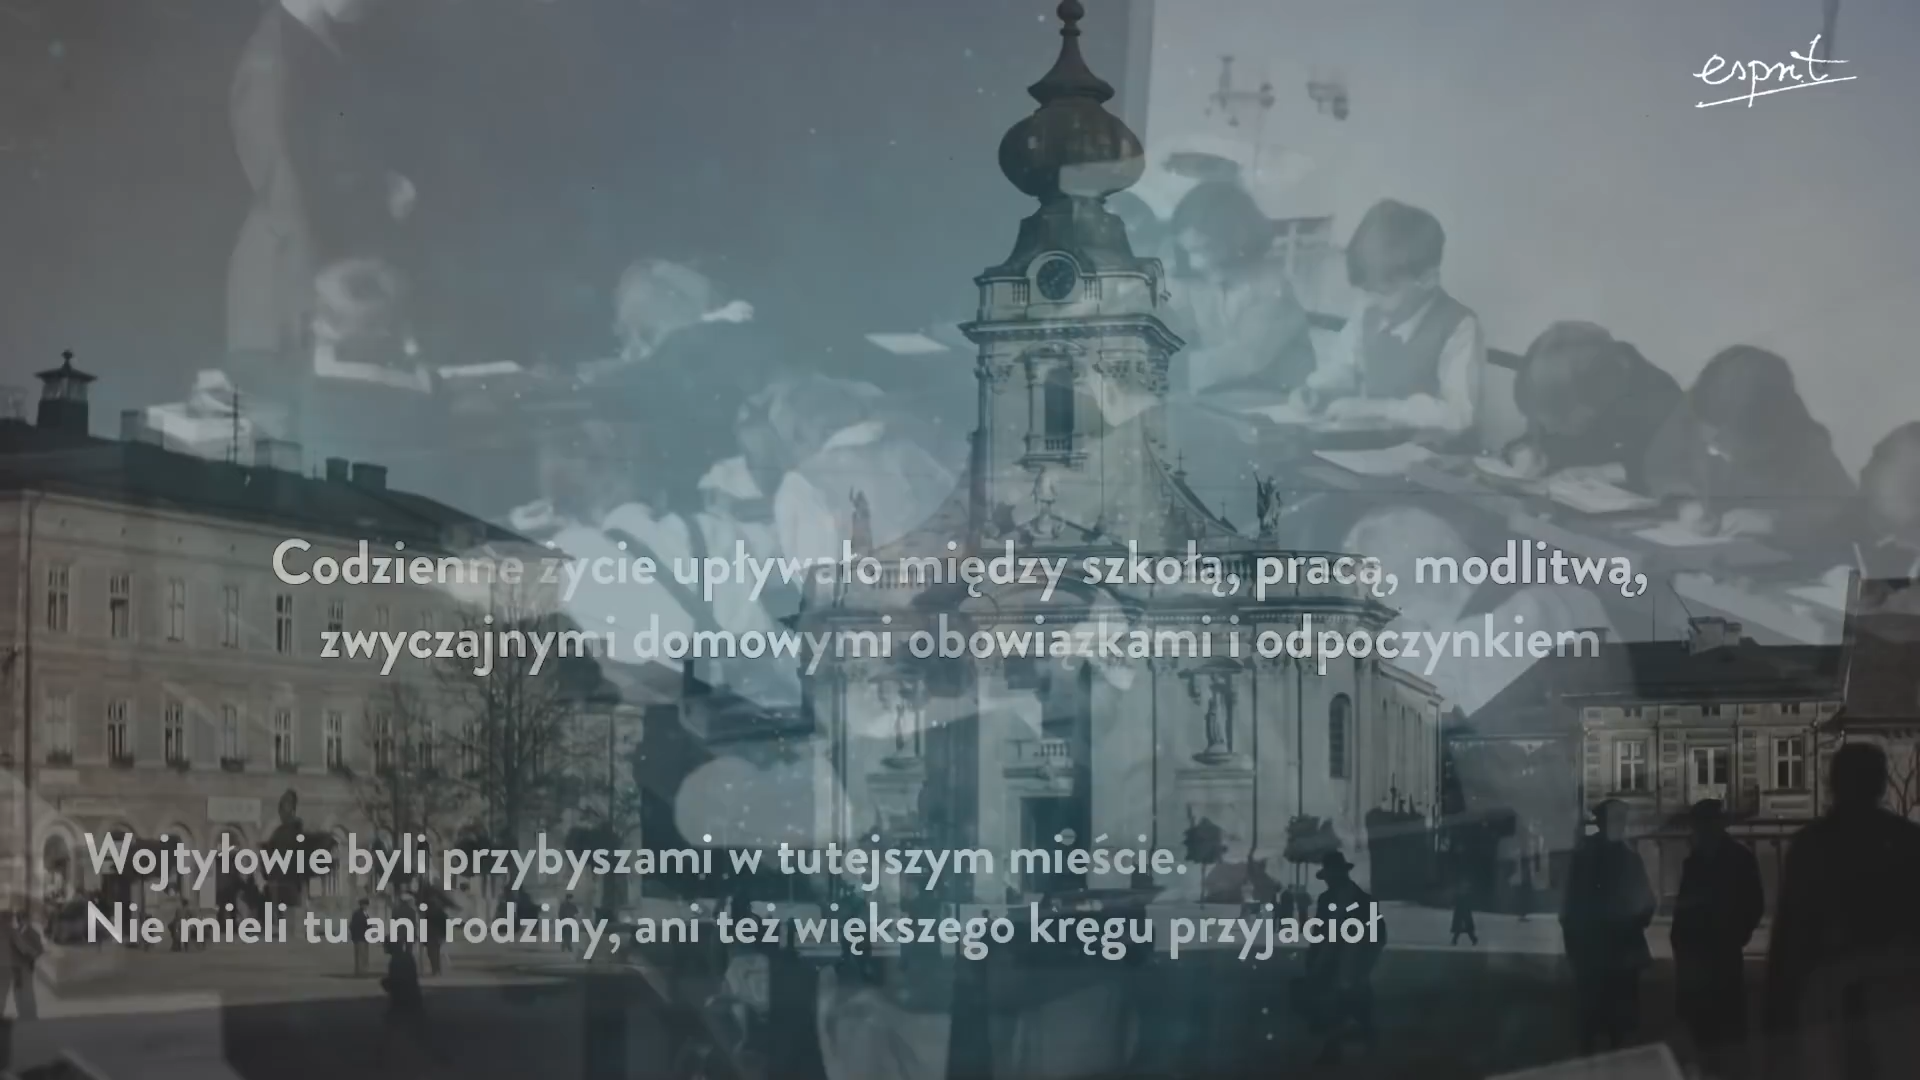 esprit
Codzienne życie upływało między szkołą, pracą, modlitwą,
zwyczajnymi domowymi obowiązkami i odpoczynkiem
Wojtyłowie byli przybyszami w tutejszym mieście.
Nie mieli tu ani rodziny, ani też większego kręgu przyjaciół